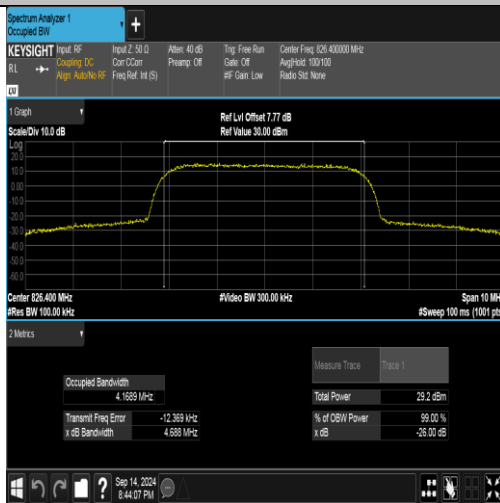 Spectrum Analyzer 1
Occupied BW
+
KEYSIGHT Input: RF Input Z: 50 Ω Atten: 40 dB Trig: Free Run Center Freq: 826.400000 MHz
RL Coupling: DC Corr CCorr Preamp: Off Gate: Off Avg|Hold: 100/100
Align: Auto/No RF Freq Ref: Int (S) #IF Gain: Low Radio Std: None
1 Graph
Ref Lvl Offset 7.77 dB
Scale/Div 10.0 dB Ref Value 30.00 dBm
Log
20.0
10.0
0.00
-10.0
-20.0
-30.0
-40.0
-50.0
-60.0
Center 826.400 MHz #Video BW 300.00 kHz Span 10 MH
#Res BW 100.00 kHz #Sweep 100 ms (1001 pts
2 Metrics
Measure Trace Trace 1
Occupied Bandwidth
4.1689 MHz Total Power 29.2 dBm
Transmit Freq Error -12.369 kHz % of OBW Power 99.00 %
x dB Bandwidth 4.688 MHz x dB -26.00 dB
? Sep 14, 2024
8:44:07 PM